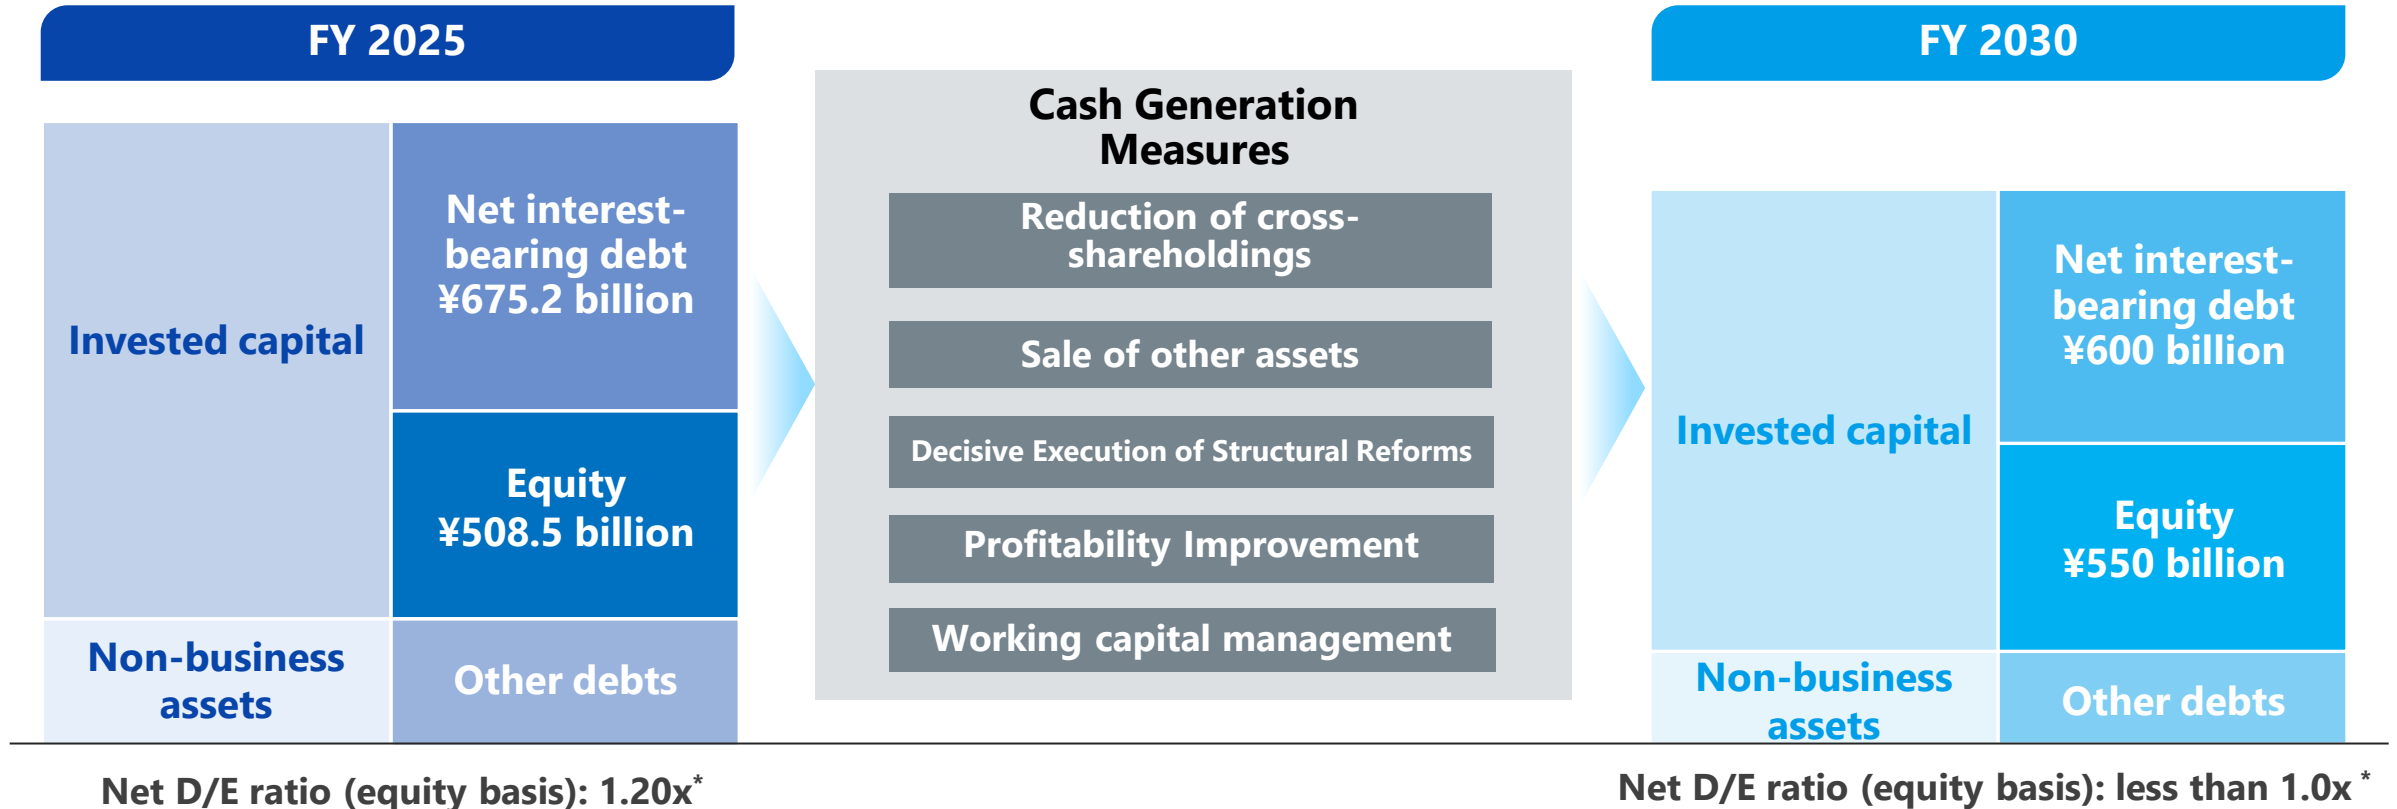 FY 2025
Invested capital
Net interest-
bearing debt
¥675.2 billion
Equity
¥508.5 billion
Non-business
assets
Other debts
Net D/E ratio (equity basis): 1.20x*
Cash Generation
Measures
Reduction of cross-
shareholdings
Sale of other assets
Decisive Execution of Structural Reforms
Profitability Improvement
Working capital management
FY 2030
Invested capital
Net interest-
bearing debt
¥600 billion
Equity
¥550 billion
Non-business
assets
Other debts
Net D/E ratio (equity basis): less than 1.0x *